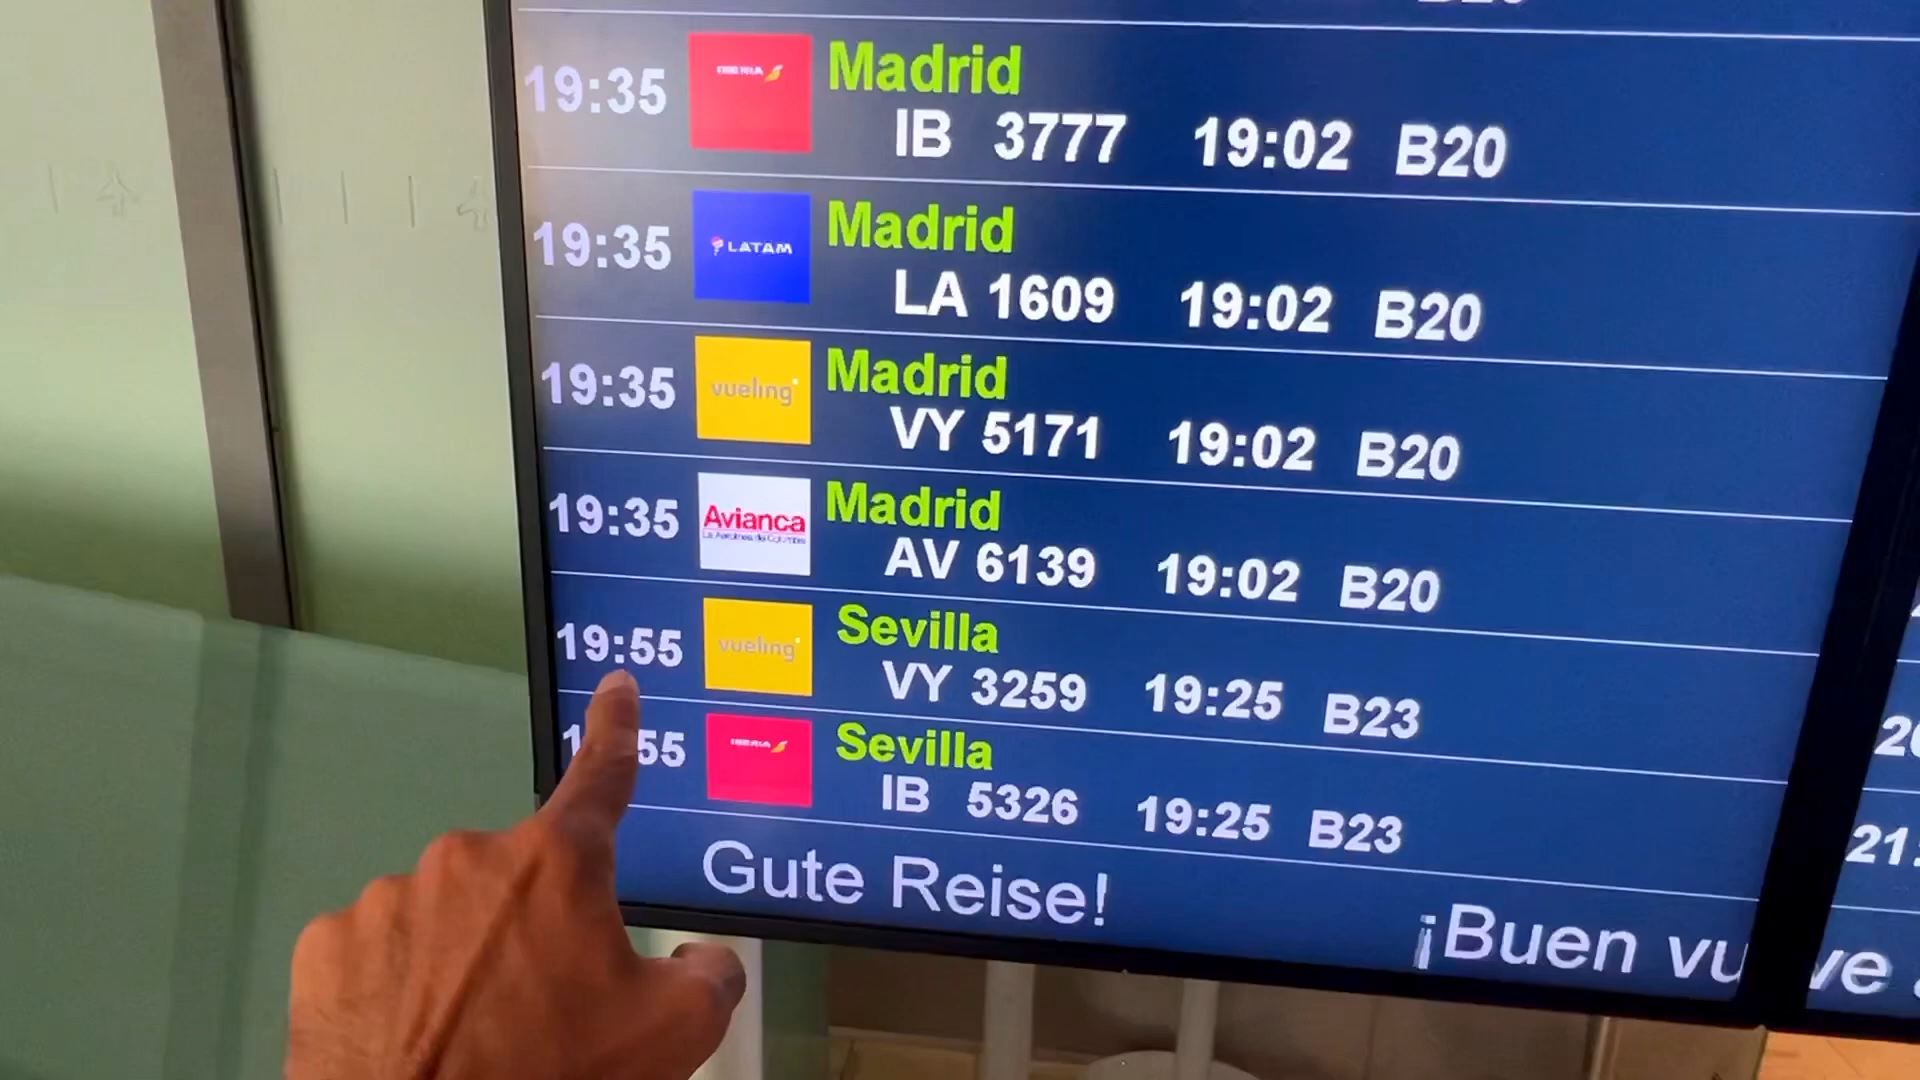 19:35 IBERIA Madrid
IB 3777 19:02 B20
19:35 LATAM Madrid
LA 1609 19:02 B20
19:35 vueling Madrid
VY 5171 19:02 B20
19:35 Avianca Madrid
AV 6139 19:02 B20
19:55 vueling Sevilla
VY 3259 19:25 B23
55 IBERIA Sevilla
IB 5326 19:25 B23
Gute Reise!
¡Buen vu